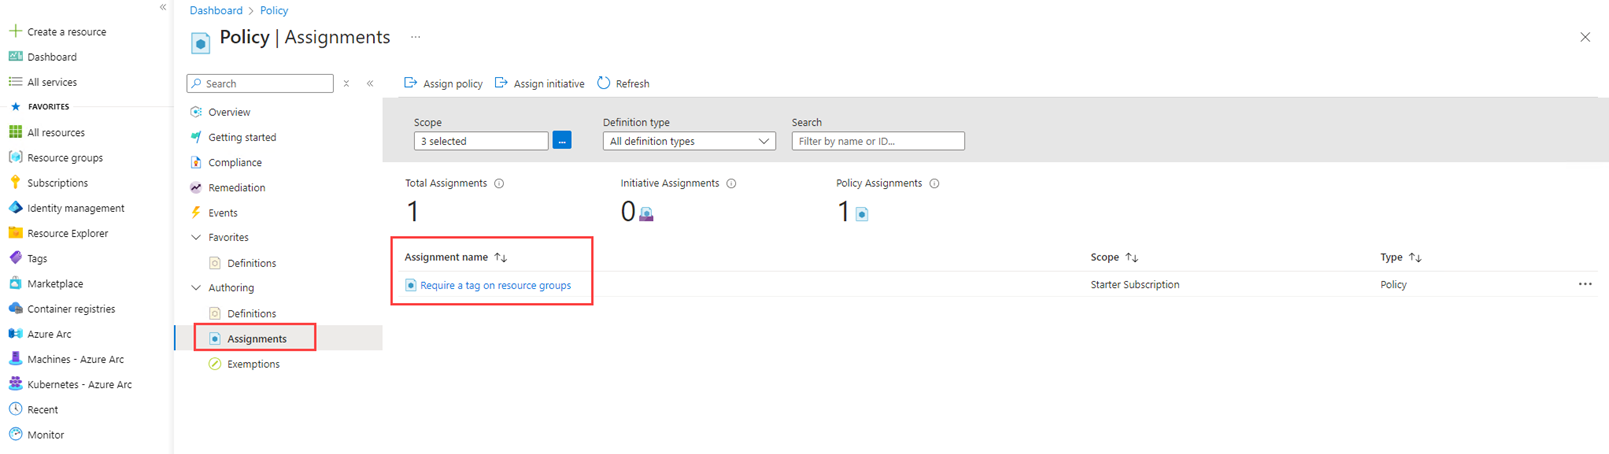 Dashboard > Policy
Policy | Assignments ...
Create a resource
Dashboard
All services
FAVORITES
All resources
Resource groups
Subscriptions
Identity management
Resource Explorer
Tags
Marketplace
Container registries
Azure Arc
Machines - Azure Arc
Kubernetes - Azure Arc
Recent
Monitor
Search
Overview
Getting started
Compliance
Remediation
Events
Favorites
Definitions
Authoring
Definitions
Assignments
Exemptions
Assign policy Assign initiative Refresh
Scope Definition type Search
3 selected ... All definition types Filter by name or ID...
Total Assignments Initiative Assignments Policy Assignments
1 0 1
Assignment name Scope Type
Require a tag on resource groups Starter Subscription Policy ...